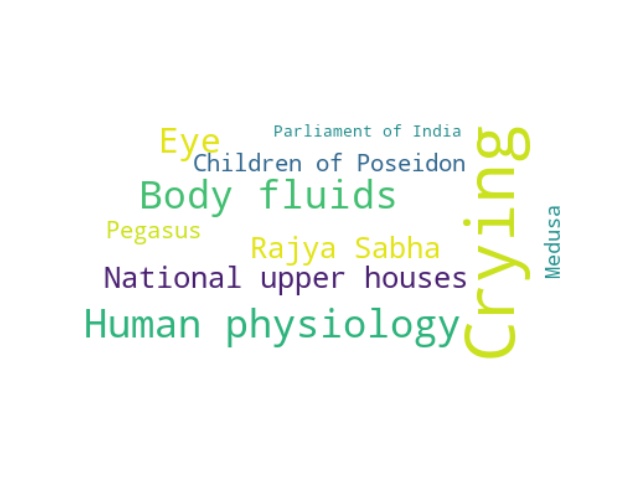 Parliament of India
Eye
Children of Poseidon
Body fluids
Pegasus
Rajya Sabha
National upper houses
Human physiology
Crying
Medusa